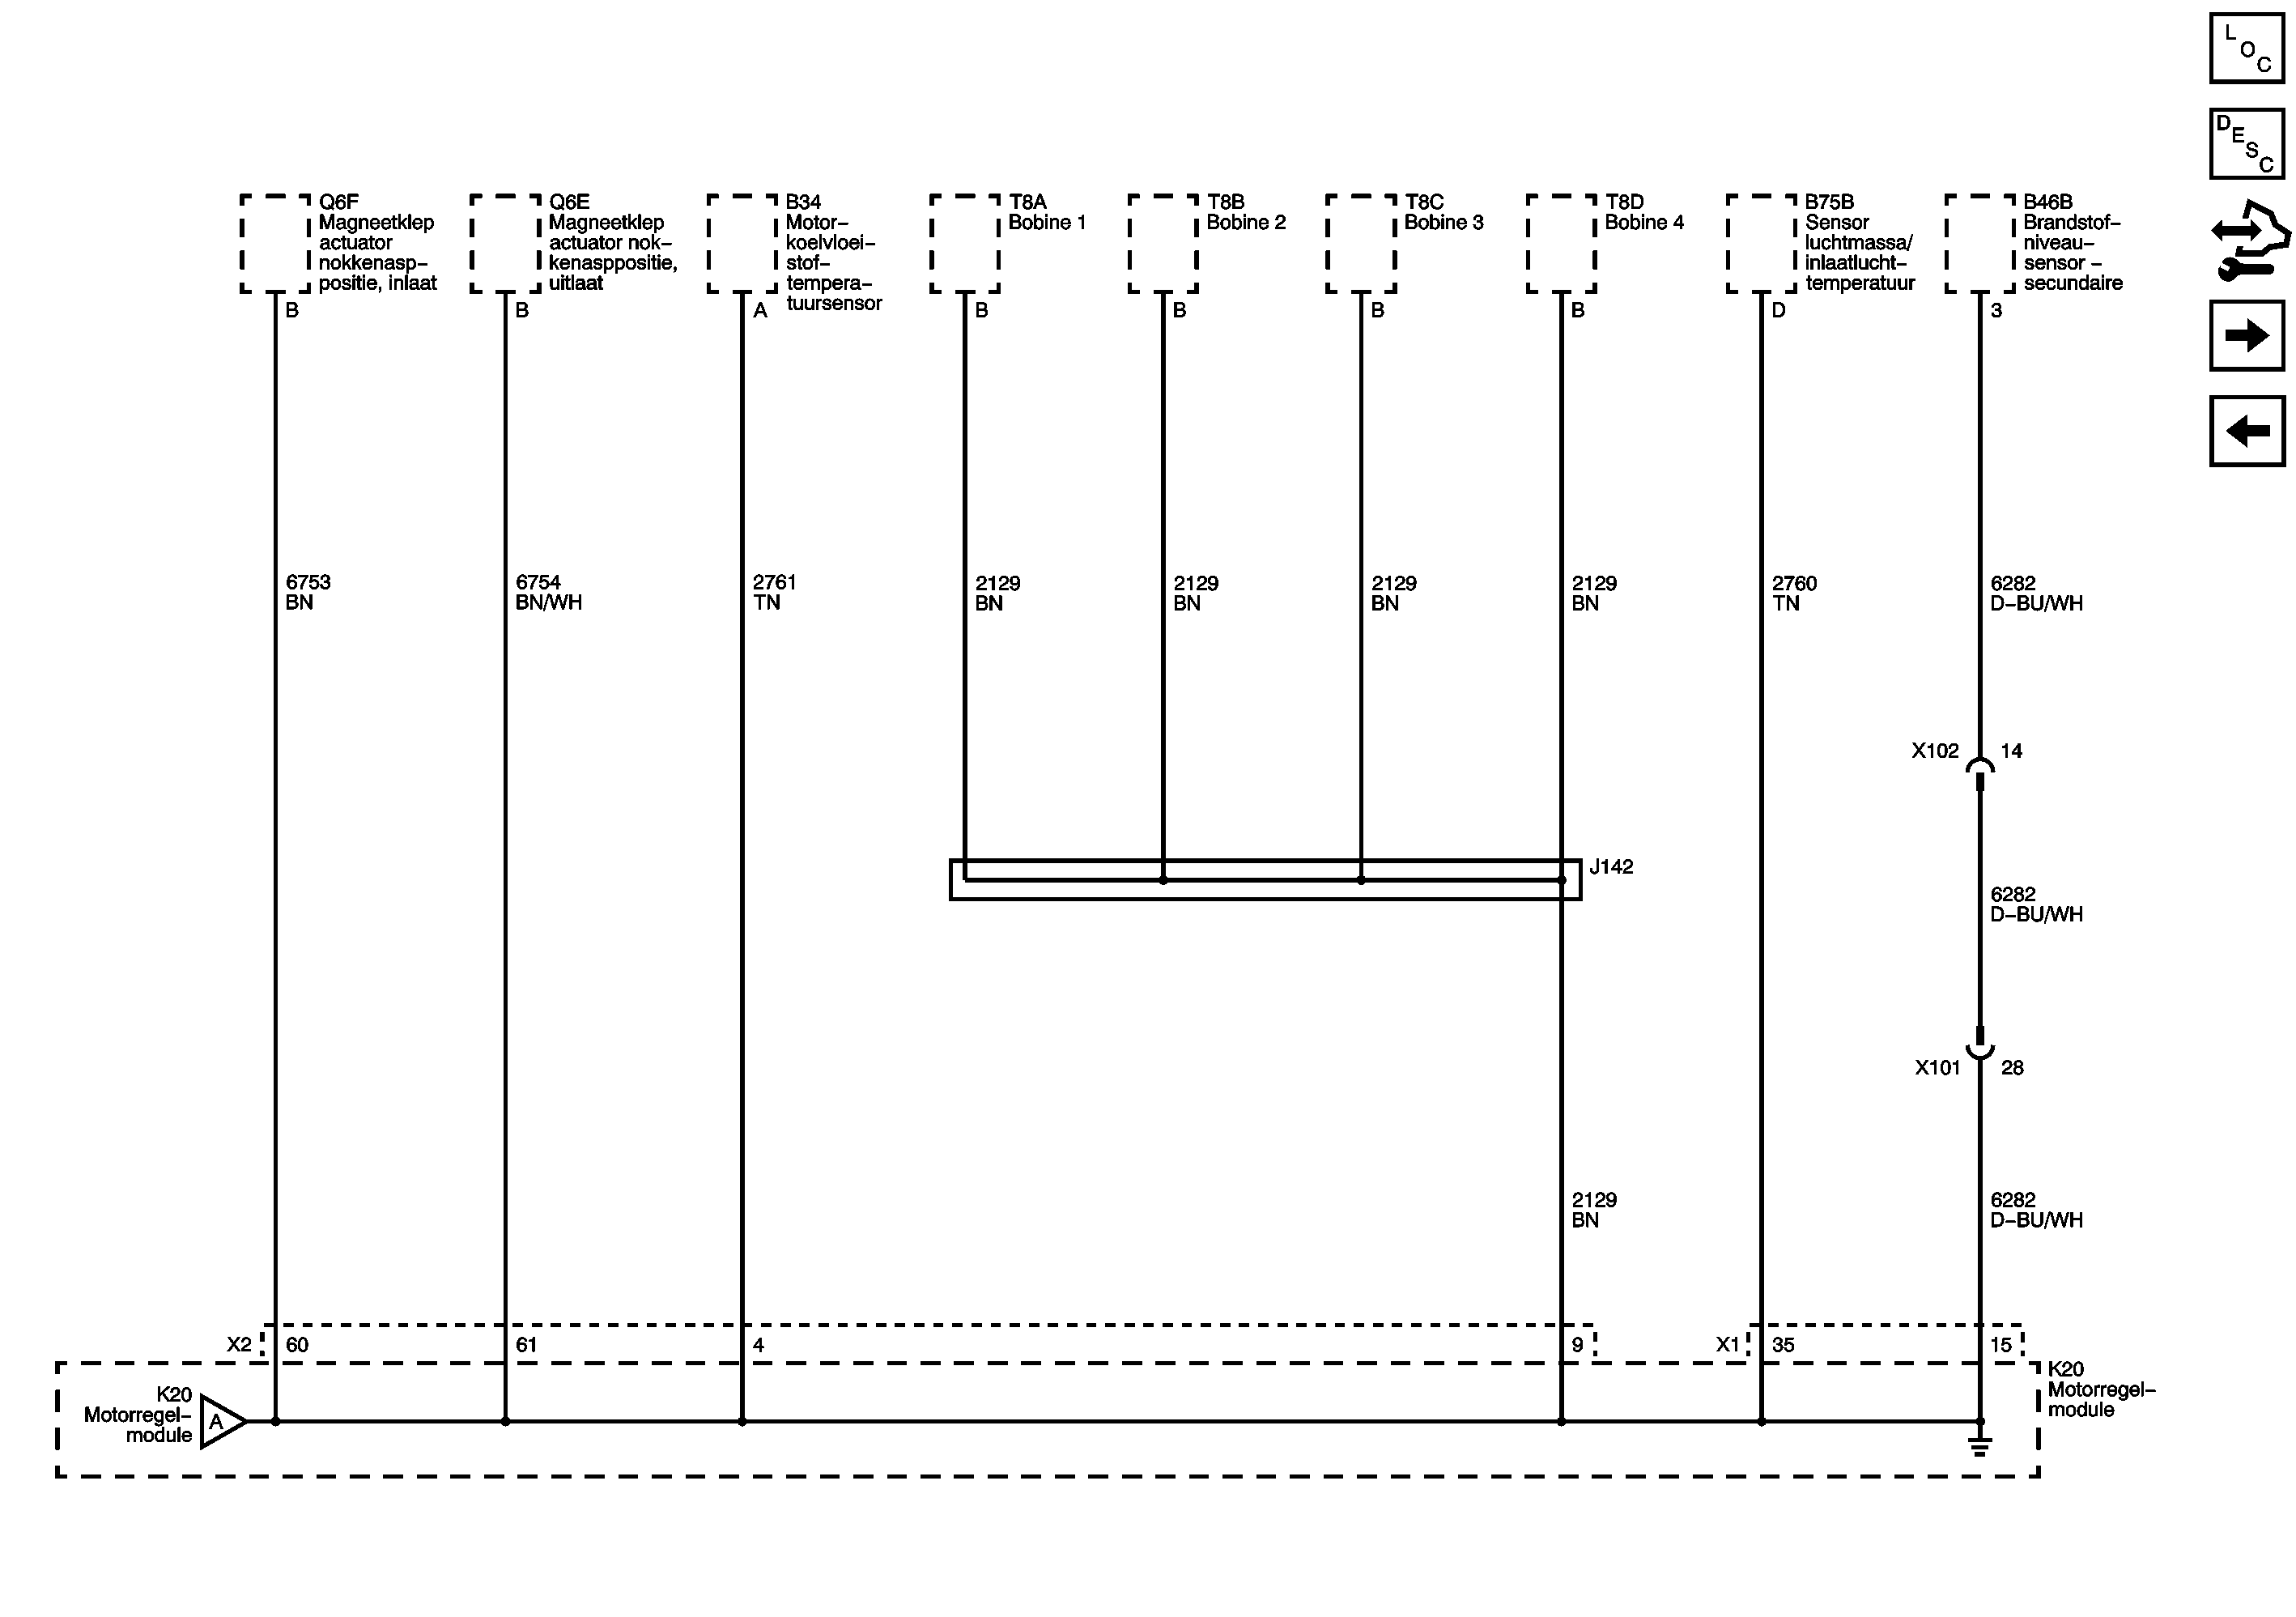 L
O
C
D
E
S
C
Q6F
Magneetklep
actuator
nokkenasp–
positie, inlaat
B
Q6E
Magneetklep
actuator nok–
kenasppositie,
uitlaat
B
B34
Motor–
koelvloei–
stof–
tempera–
tuursensor
A
T8A
Bobine 1
B
T8B
Bobine 2
B
T8C
Bobine 3
B
T8D
Bobine 4
B
B75B
Sensor
luchtmassa/
inlaatlucht–
temperatuur
D
B46B
Brandstof–
niveau–
sensor –
secundaire
3
6753
BN
6754
BN/WH
2761
TN
2129
BN
2129
BN
2129
BN
2129
BN
2760
TN
6282
D–BU/WH
X102 14
J142
6282
D–BU/WH
X101 28
2129
BN
6282
D–BU/WH
X2 60 61 4 9 X1 35 15
K20
Motorregel–
module
A
K20
Motorregel–
module